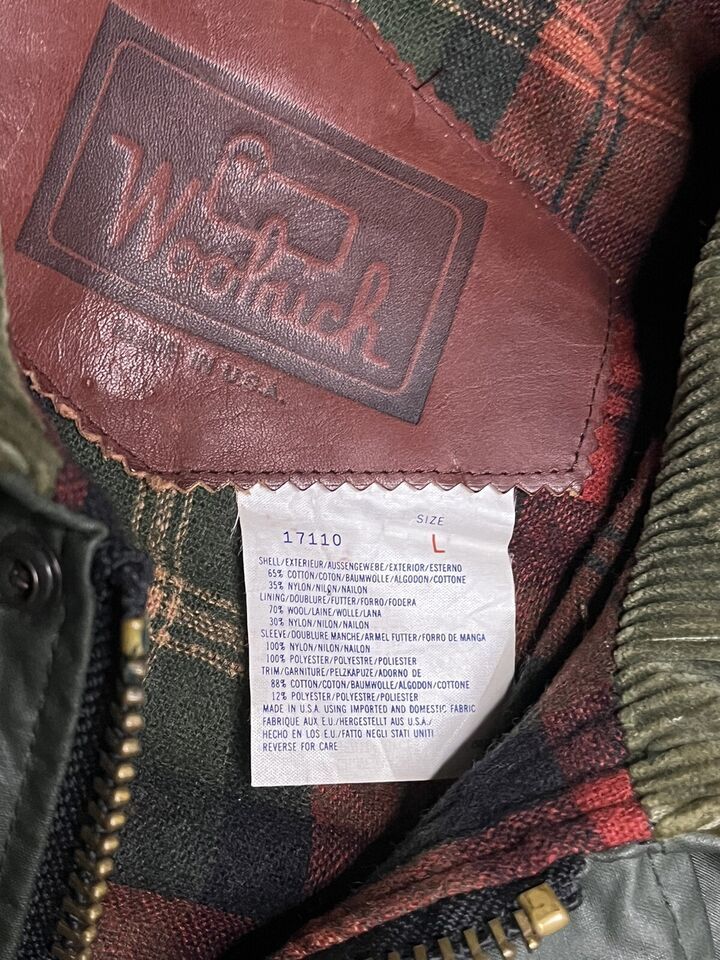 Woolrich
MADE IN U.S.A.
SIZE
17110 L
SHELL/EXTERIEUR/AUSSENGEWEBE/EXTERIOR/ESTERNO
65% COTTON/COTON/BAUMWOLLE/ALGODON/COTTONE
35% NYLON/NILON/NAILON
LINING/DOUBLURE/FUTTER/FORRO/FODERA
70% WOOL/LAINE/WOLLE/LANA
30% NYLON/NILON/NAILON
SLEEVE/DOUBLURE MANCHE/ARMEL FUTTER/FORRO DE MANGA
100% NYLON/NILON/NAILON
100% POLYESTER/POLYESTRE/POLIESTER
TRIM/GARNITURE/PELZKAPUZE/ADORNO DE
88% COTTON/COTON/BAUMWOLLE/ALGODON/COTTONE
12% POLYESTER/POLYESTRE/POLIESTER
MADE IN U.S.A. USING IMPORTED AND DOMESTIC FABRIC
FABRIQUE AUX E.U./HERGESTELLT AUS U.S.A./
HECHO EN LOS E.U./FATTO NEGLI STATI UNITI
REVERSE FOR CARE